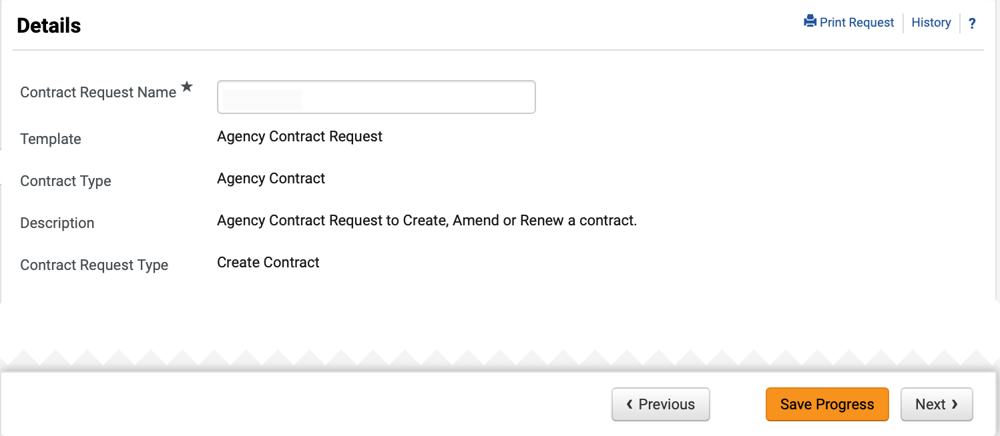 Details
Print Request
History
?
Contract Request Name ★
Template
Agency Contract Request
Contract Type
Agency Contract
Description
Agency Contract Request to Create, Amend or Renew a contract.
Contract Request Type
Create Contract
‹ Previous
Save Progress
Next ›